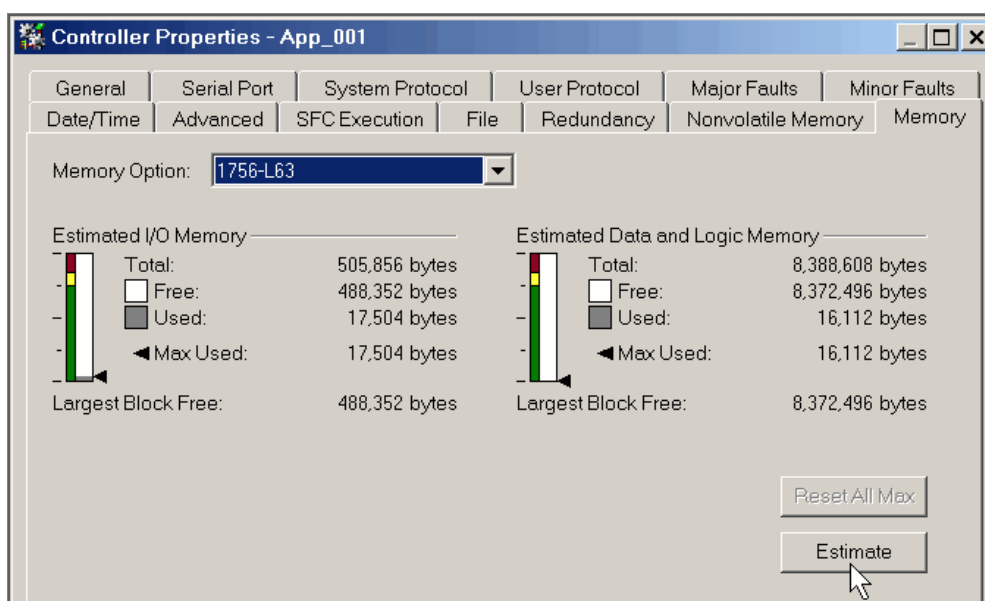 Controller Properties - App_001
General Serial Port System Protocol User Protocol Major Faults Minor Faults
Date/Time Advanced SFC Execution File Redundancy Nonvolatile Memory Memory
Memory Option: 1756-L63
Estimated I/O Memory Estimated Data and Logic Memory
Total: 505,856 bytes Total: 8,388,608 bytes
Free: 488,352 bytes Free: 8,372,496 bytes
Used: 17,504 bytes Used: 16,112 bytes
Max Used: 17,504 bytes Max Used: 16,112 bytes
Largest Block Free: 488,352 bytes Largest Block Free: 8,372,496 bytes
Reset All Max
Estimate